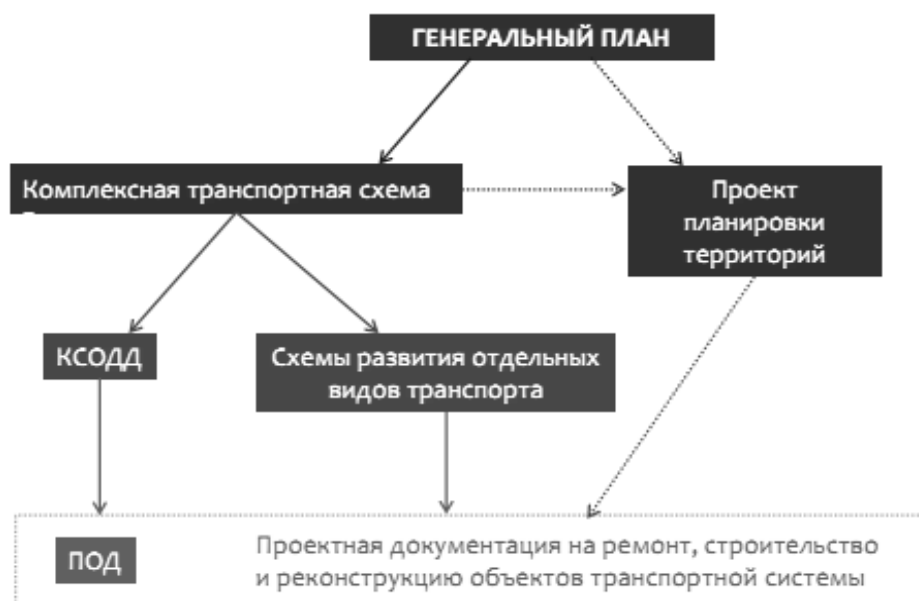 ГЕНЕРАЛЬНЫЙ ПЛАН
Комплексная транспортная схема
Проект
планировки
территорий
КСОДД
Схемы развития отдельных
видов транспорта
ПОД
Проектная документация на ремонт, строительство
и реконструкцию объектов транспортной системы